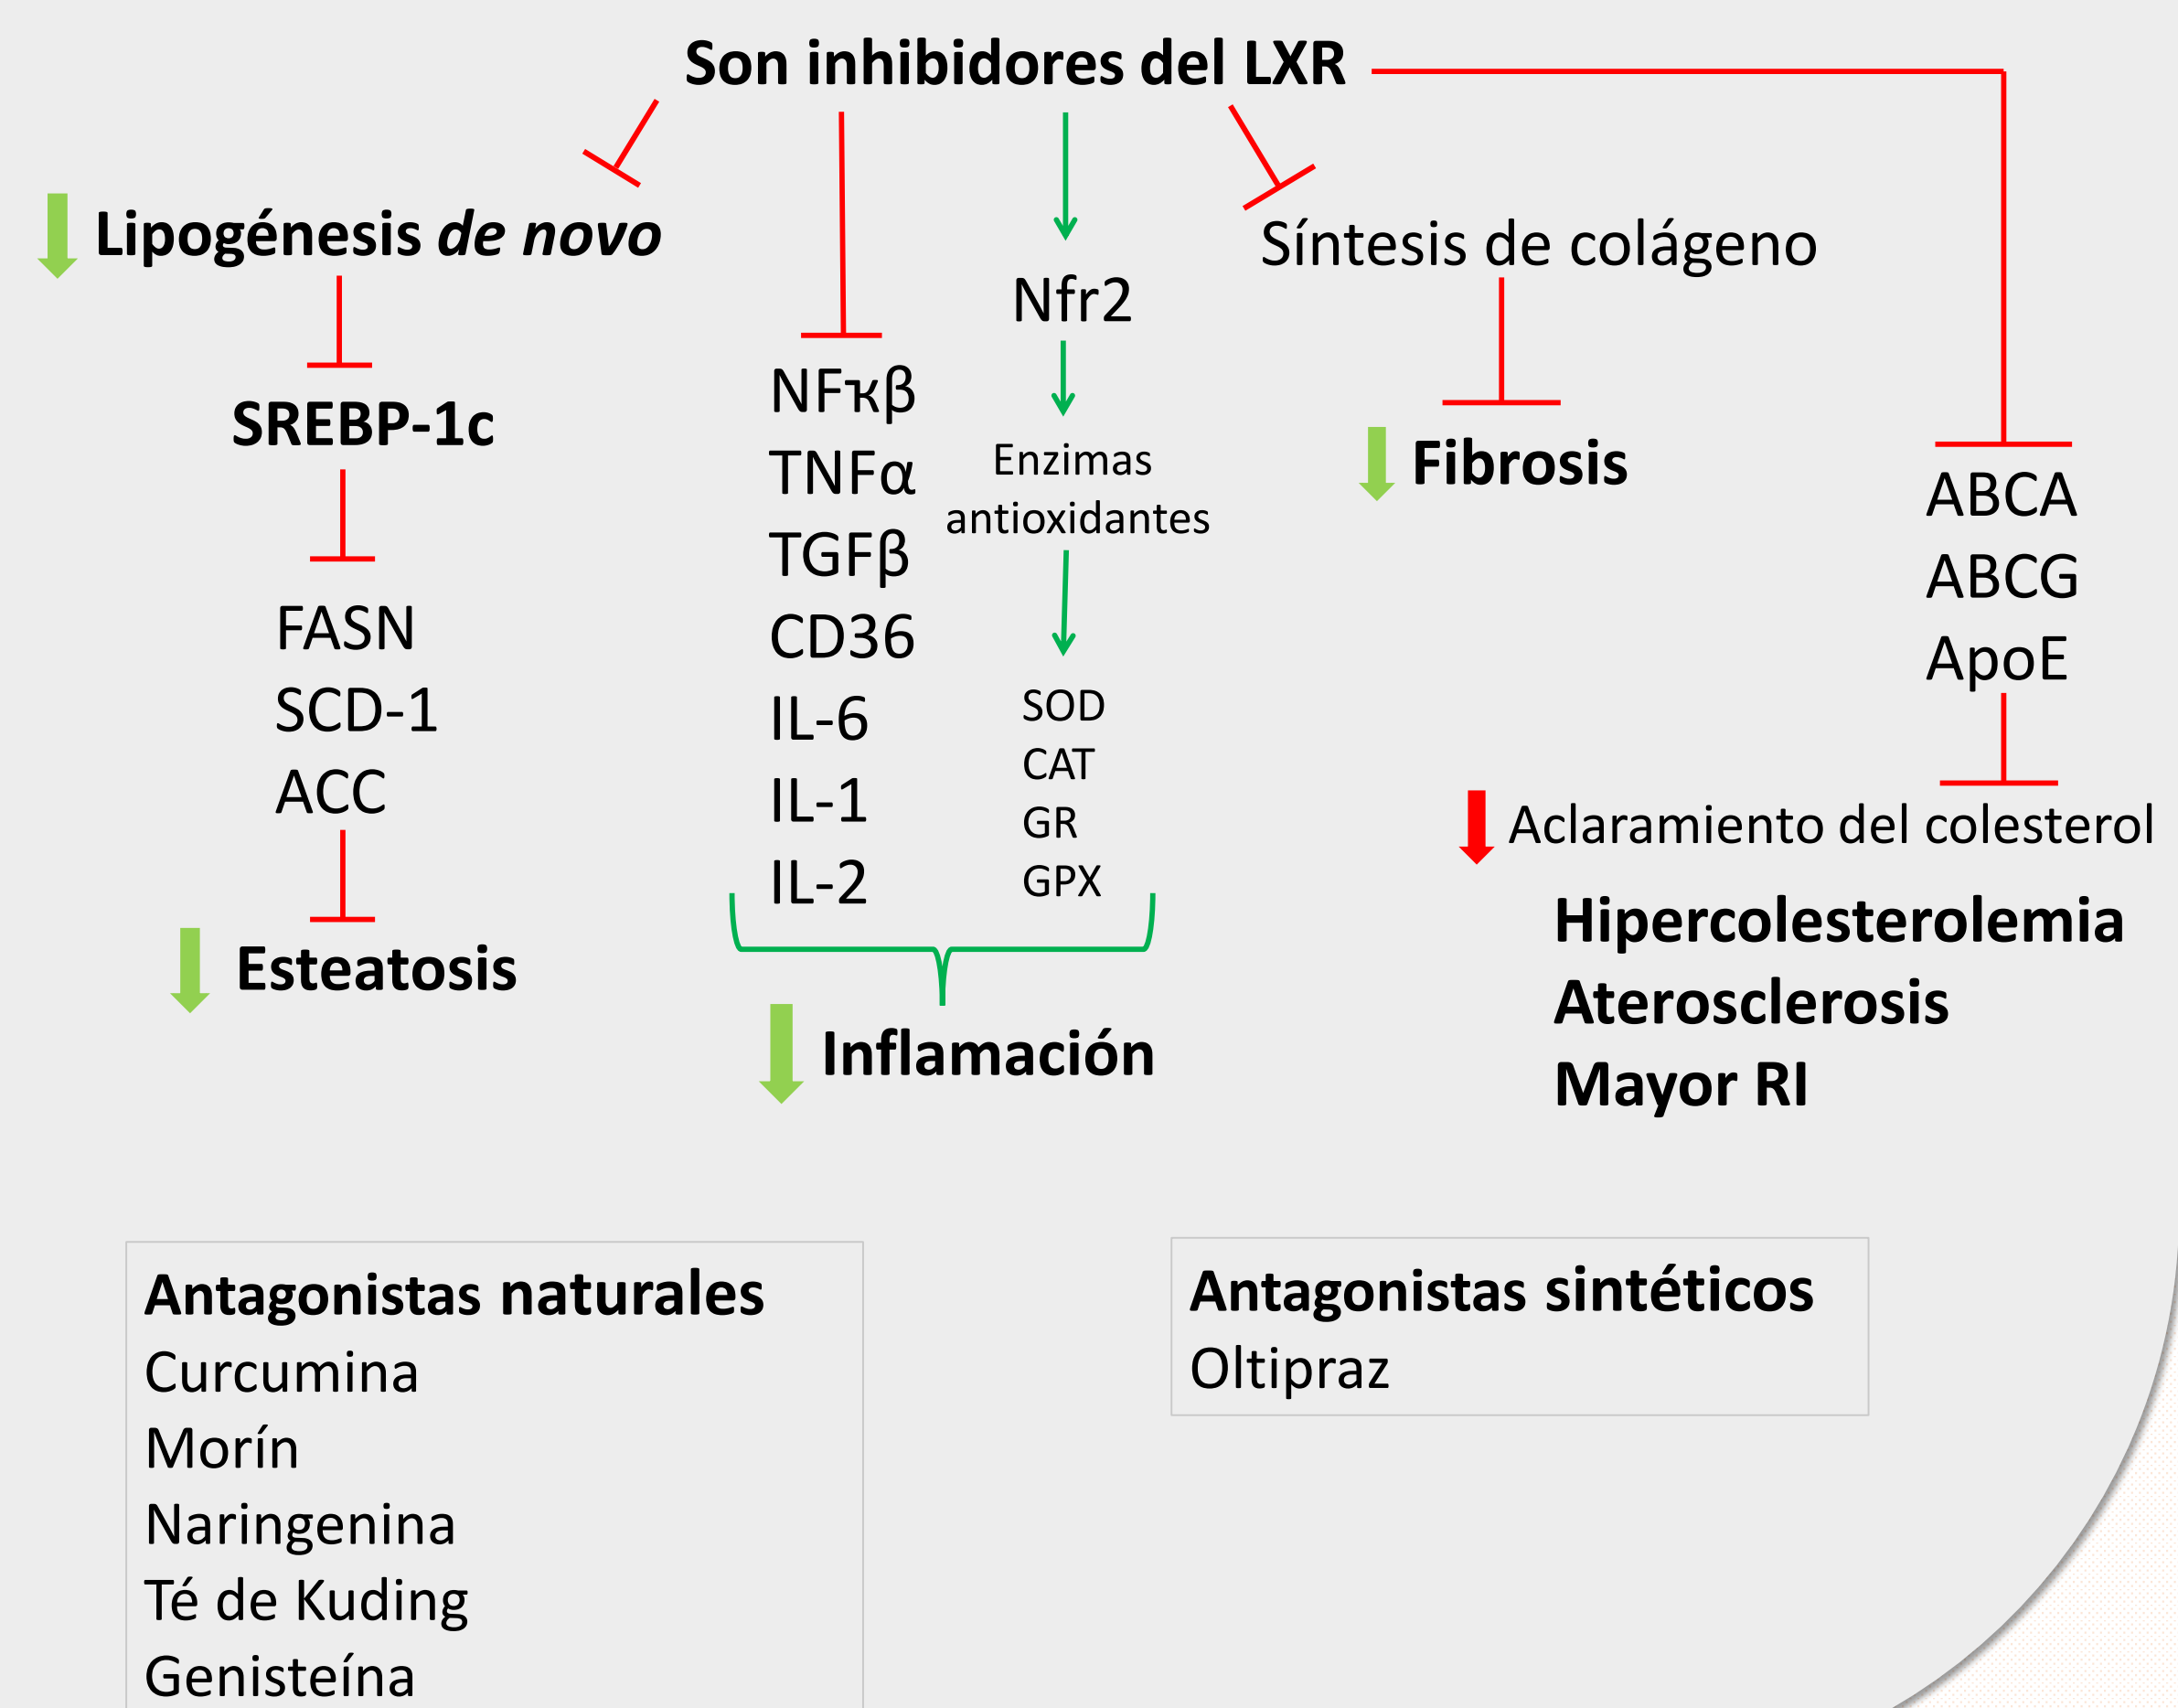 Son inhibidores del LXR
Lipogénesis de novo
SREBP-1c
FASN
SCD-1
ACC
Esteatosis
NFκβ
TNFα
TGFβ
CD36
IL-6
IL-1
IL-2
Nfr2
Enzimas
antioxidantes
SOD
CAT
GR
GPX
Inflamación
Síntesis de colágeno
Fibrosis
ABCA
ABCG
ApoE
Aclaramiento del colesterol
Hipercolesterolemia
Aterosclerosis
Mayor RI
Antagonistas naturales
Curcumina
Morín
Naringenina
Té de Kuding
Genisteína
Antagonistas sintéticos
Oltipraz